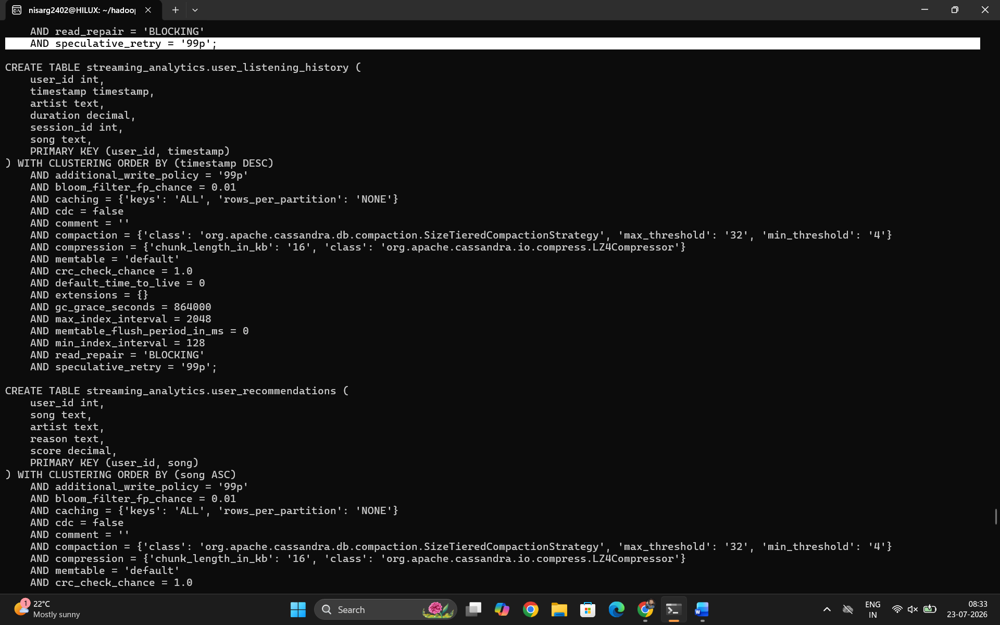 nisarg2402@HILUX: ~/hadoop
AND read_repair = 'BLOCKING'
AND speculative_retry = '99p';
CREATE TABLE streaming_analytics.user_listening_history (
user_id int,
timestamp timestamp,
artist text,
duration decimal,
session_id int,
song text,
PRIMARY KEY (user_id, timestamp)
) WITH CLUSTERING ORDER BY (timestamp DESC)
AND additional_write_policy = '99p'
AND bloom_filter_fp_chance = 0.01
AND caching = {'keys': 'ALL', 'rows_per_partition': 'NONE'}
AND cdc = false
AND comment = ''
AND compaction = {'class': 'org.apache.cassandra.db.compaction.SizeTieredCompactionStrategy', 'max_threshold': '32', 'min_threshold': '4'}
AND compression = {'chunk_length_in_kb': '16', 'class': 'org.apache.cassandra.io.compress.LZ4Compressor'}
AND memtable = 'default'
AND crc_check_chance = 1.0
AND default_time_to_live = 0
AND extensions = {}
AND gc_grace_seconds = 864000
AND max_index_interval = 2048
AND memtable_flush_period_in_ms = 0
AND min_index_interval = 128
AND read_repair = 'BLOCKING'
AND speculative_retry = '99p';
CREATE TABLE streaming_analytics.user_recommendations (
user_id int,
song text,
artist text,
reason text,
score decimal,
PRIMARY KEY (user_id, song)
) WITH CLUSTERING ORDER BY (song ASC)
AND additional_write_policy = '99p'
AND bloom_filter_fp_chance = 0.01
AND caching = {'keys': 'ALL', 'rows_per_partition': 'NONE'}
AND cdc = false
AND comment = ''
AND compaction = {'class': 'org.apache.cassandra.db.compaction.SizeTieredCompactionStrategy', 'max_threshold': '32', 'min_threshold': '4'}
AND compression = {'chunk_length_in_kb': '16', 'class': 'org.apache.cassandra.io.compress.LZ4Compressor'}
AND memtable = 'default'
AND crc_check_chance = 1.0
1
22°C
Mostly sunny
Search
ENG
IN
08:33
23-07-2026